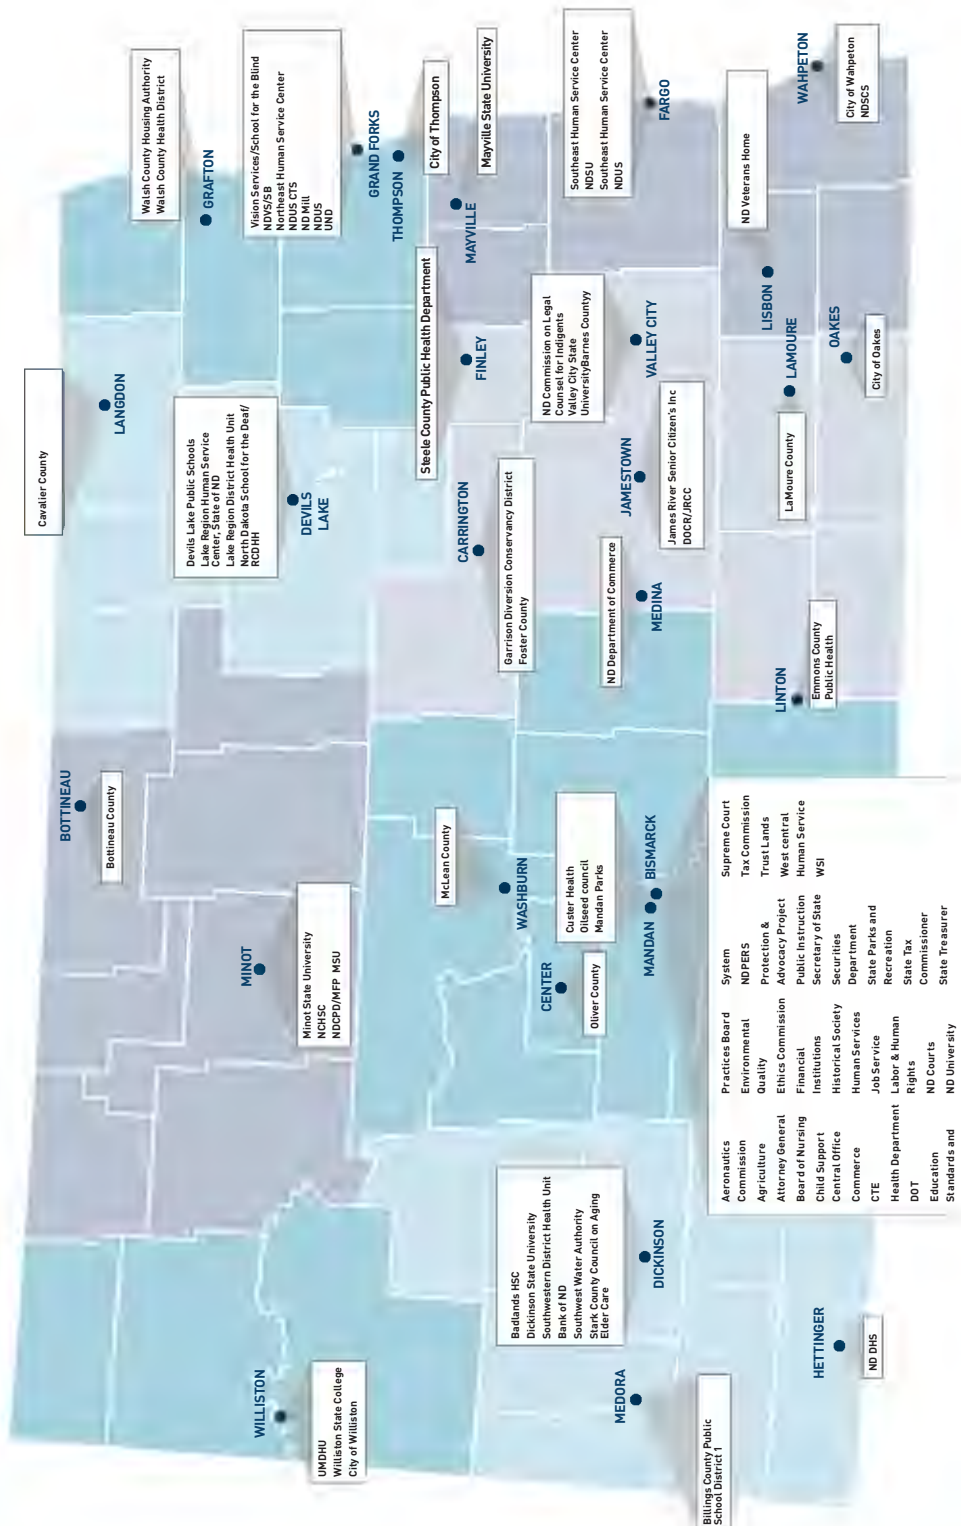 WILLISTON
UMDHU
Williston State College
City of Williston
MINOT
Minot State University
NCHSC
NDCPD/MFP MSU
BOTTINEAU
Bottineau County
Cavalier County
LANGDON
Devils Lake Public Schools
Lake Region Human Service
Center, State of ND
Lake Region District Health Unit
North Dakota School for the Deaf/
RCDHH
DEVILS
LAKE
Walsh County Housing Authority
Walsh County Health District
GRAFTON
Vision Services/School for the Blind
NDVS/SB
Northeast Human Service Center
NDUS CTS
ND Mill
NDUS
UND
GRAND FORKS
THOMPSON
City of Thompson
MAYVILLE
Mayville State University
Steele County Public Health Department
FINLEY
CARRINGTON
Garrison Diversion Conservancy District
Foster County
McLean County
WASHBURN
CENTER
Oliver County
Custer Health
Oilseed council
Mandan Parks
MANDAN
BISMARCK
Badlands HSC
Dickinson State University
Southwestern District Health Unit
Bank of ND
Southwest Water Authority
Stark County Council on Aging
Elder Care
DICKINSON
MEDORA
Billings County Public
School District 1
HETTINGER
ND DHS
ND Department of Commerce
MEDINA
JAMESTOWN
James River Senior Citizen's Inc
DOCR/JRCC
ND Commission on Legal
Counsel for Indigents
Valley City State
UniversityBarnes Countyy
VALLEY CITY
Southeast Human Service Center
NDSU
Southeast Human Service Center
NDUS
FARGO
ND Veterans Home
LISBON
WAHPETON
City of Wahpeton
NDSCS
LAMOURE
LaMoure County
OAKES
City of Oakes
LINTON
Emmons County
Public Health
Aeronautics
Commission
Agriculture
Attorney General
Board of Nursing
Child Support
Central Office
Commerce
CTE
Health Department
DOT
Education
Standards and
Practices Board
Environmental
Quality
Ethics Commission
Financial
Institutions
Historical Society
Human Services
Job Service
Labor & Human
Rights
ND Courts
ND University
System
NDPERS
Protection &
Advocacy Project
Public Instruction
Secretary of State
Securities
Department
State Parks and
Recreation
State Tax
Commissioner
State Treasurer
Supreme Court
Tax Commission
Trust Lands
West central
Human Service
WSI